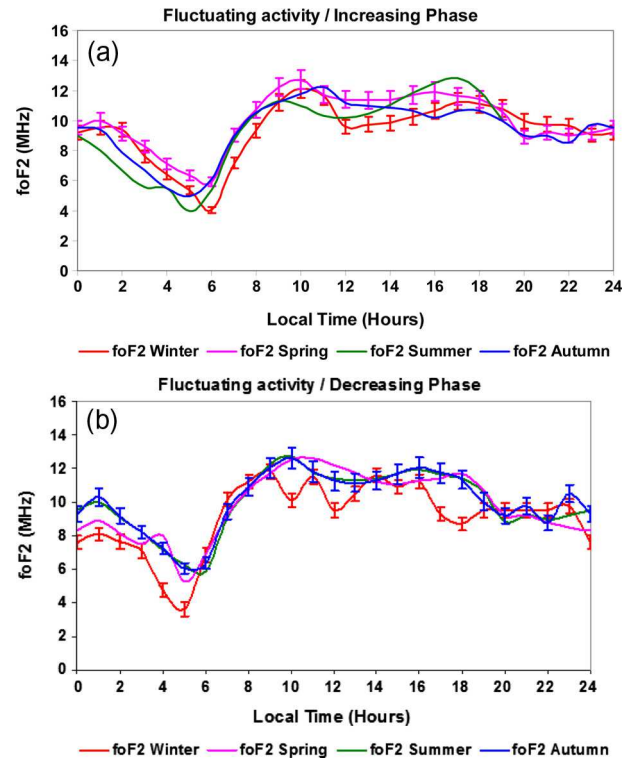 Fluctuating activity / Increasing Phase
(a)
16
14
12
10
8
6
4
2
0
foF2 (MHz)
0 2 4 6 8 10 12 14 16 18 20 22 24
Local Time (Hours)
foF2 Winter foF2 Spring foF2 Summer foF2 Autumn
Fluctuating activity / Decreasing Phase
(b)
16
14
12
10
8
6
4
2
0
foF2 (MHz)
0 2 4 6 8 10 12 14 16 18 20 22 24
Local Time (Hours)
foF2 Winter foF2 Spring foF2 Summer foF2 Autumn